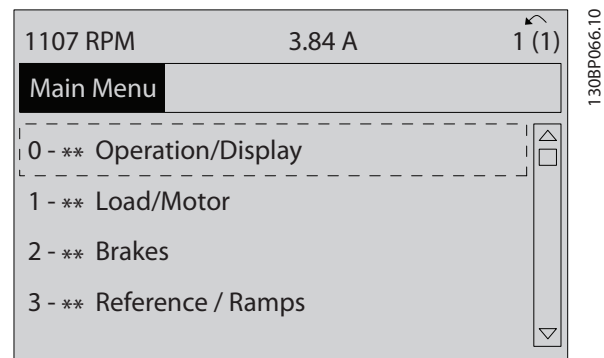 1107 RPM 3.84 A 1 (1)
Main Menu
0 - ** Operation/Display
1 - ** Load/Motor
2 - ** Brakes
3 - ** Reference / Ramps
130BP066.10